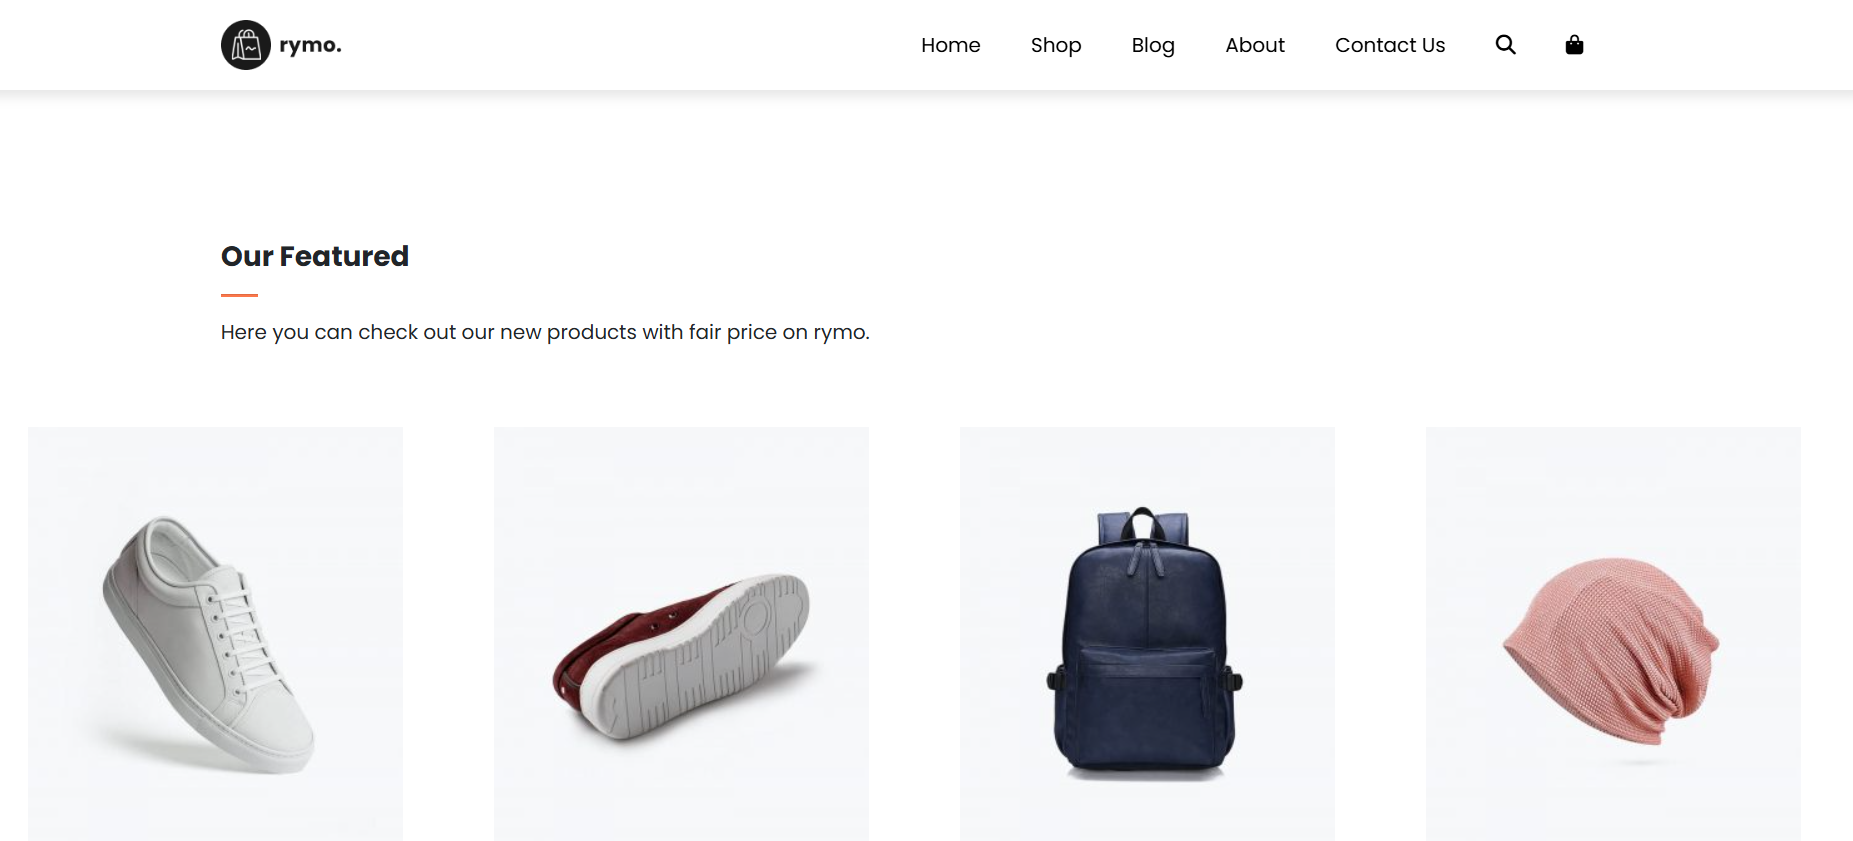 rymo.
Home Shop Blog About Contact Us
Our Featured
Here you can check out our new products with fair price on rymo.